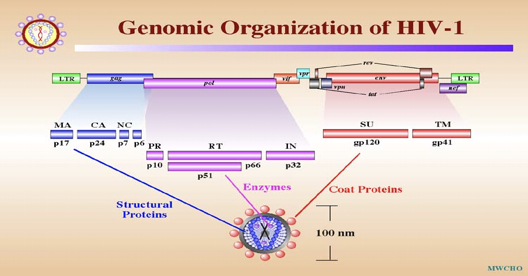 Genomic Organization of HIV-1
rev
LTR gag pol vif vpr vpu env LTR
tat nef
MA CA NC SU TM
p17 p24 p7 p6 gp120 gp41
PR RT IN
p10 p66 p32
p51
Enzymes
Coat Proteins
Structural
Proteins
100 nm
MWCHO